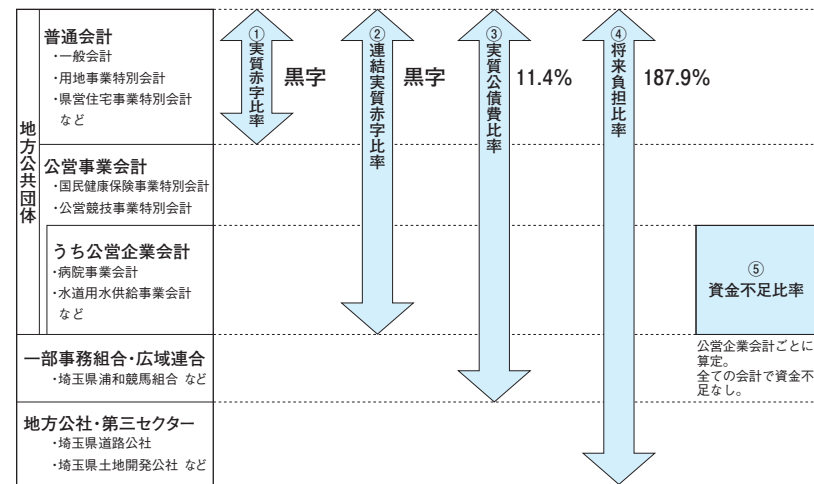 地方公共団体
普通会計
・一般会計
・用地事業特別会計
・県営住宅事業特別会計
など
公営事業会計
・国民健康保険事業特別会計
・公営競技事業特別会計
うち公営企業会計
・病院事業会計
・水道用水供給事業会計
など
一部事務組合・広域連合
・埼玉県浦和競馬組合 など
地方公社・第三セクター
・埼玉県道路公社
・埼玉県土地開発公社 など
①実質赤字比率
黒字
②連結実質赤字比率
黒字
③実質公債費比率
11.4%
④将来負担比率
187.9%
⑤
資金不足比率
公営企業会計ごとに
算定。
全ての会計で資金不
足なし。